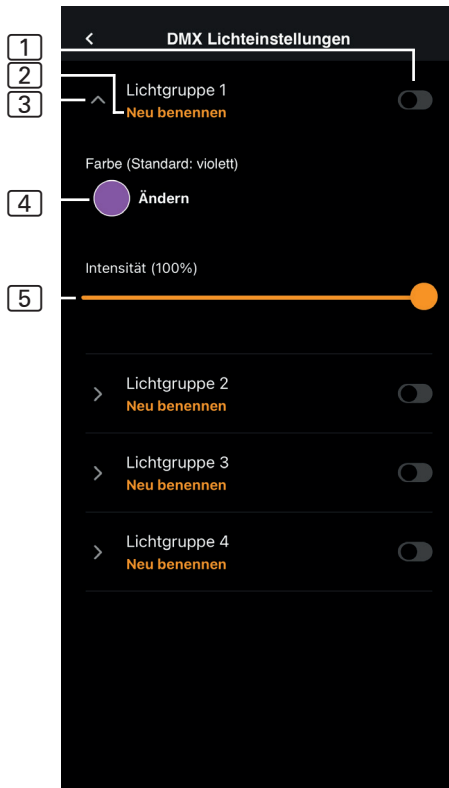 DMX Lichteinstellungen
1
2
3
Lichtgruppe 1
Neu benennen
Farbe (Standard: violett)
4
Ändern
Intensität (100%)
5
Lichtgruppe 2
Neu benennen
Lichtgruppe 3
Neu benennen
Lichtgruppe 4
Neu benennen